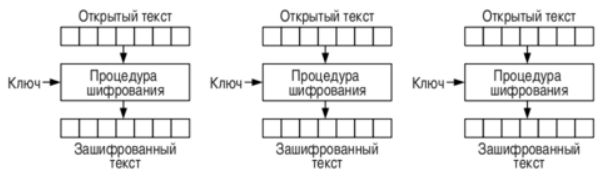 Открытый текст
Ключ
Процедура
шифрования
Зашифрованный
текст
Открытый текст
Ключ
Процедура
шифрования
Зашифрованный
текст
Открытый текст
Ключ
Процедура
шифрования
Зашифрованный
текст